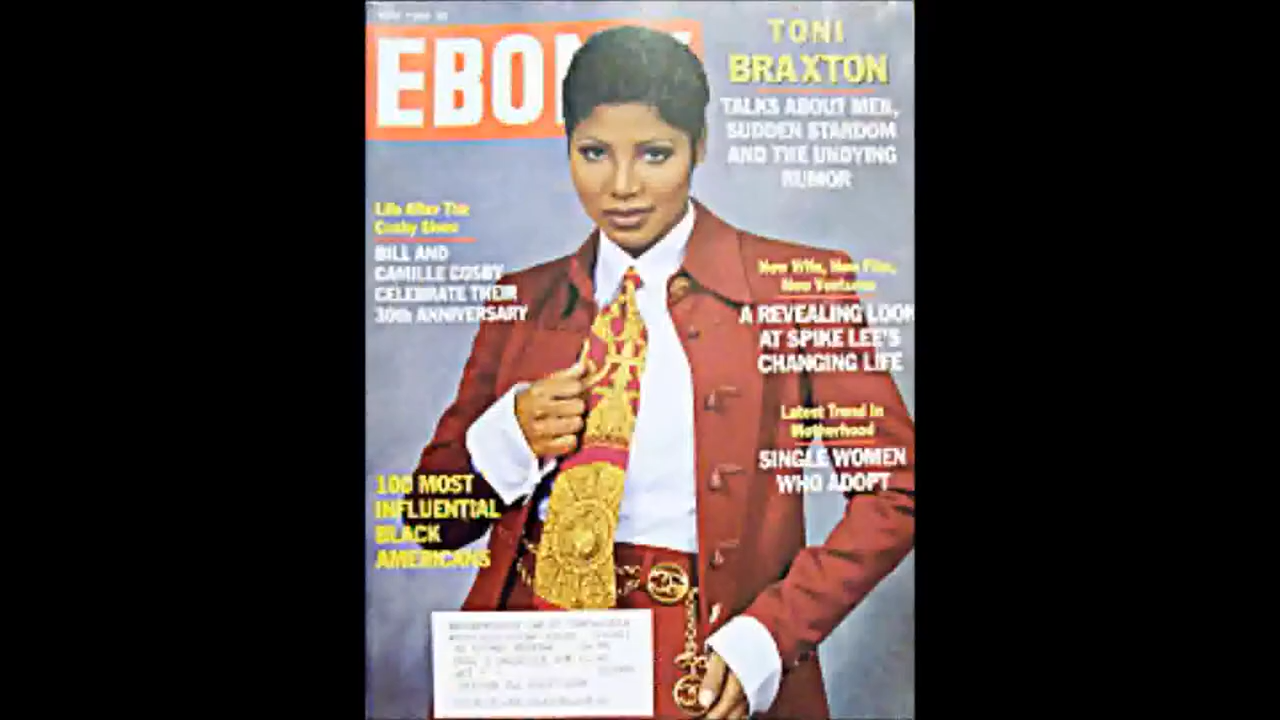 EBONY
TONI
BRAXTON
TALKS ABOUT MEN,
SUDDEN STARDOM
AND THE UNDYING
RUMOR
Life After The
Cosby Show
BILL AND
CAMILLE COSBY
CELEBRATE THEIR
30th ANNIVERSARY
New Wife, New Film,
New Ventures
A REVEALING LOOK
AT SPIKE LEE'S
CHANGING LIFE
Latest Trend In
Motherhood
SINGLE WOMEN
WHO ADOPT
100 MOST
INFLUENTIAL
BLACK
AMERICANS